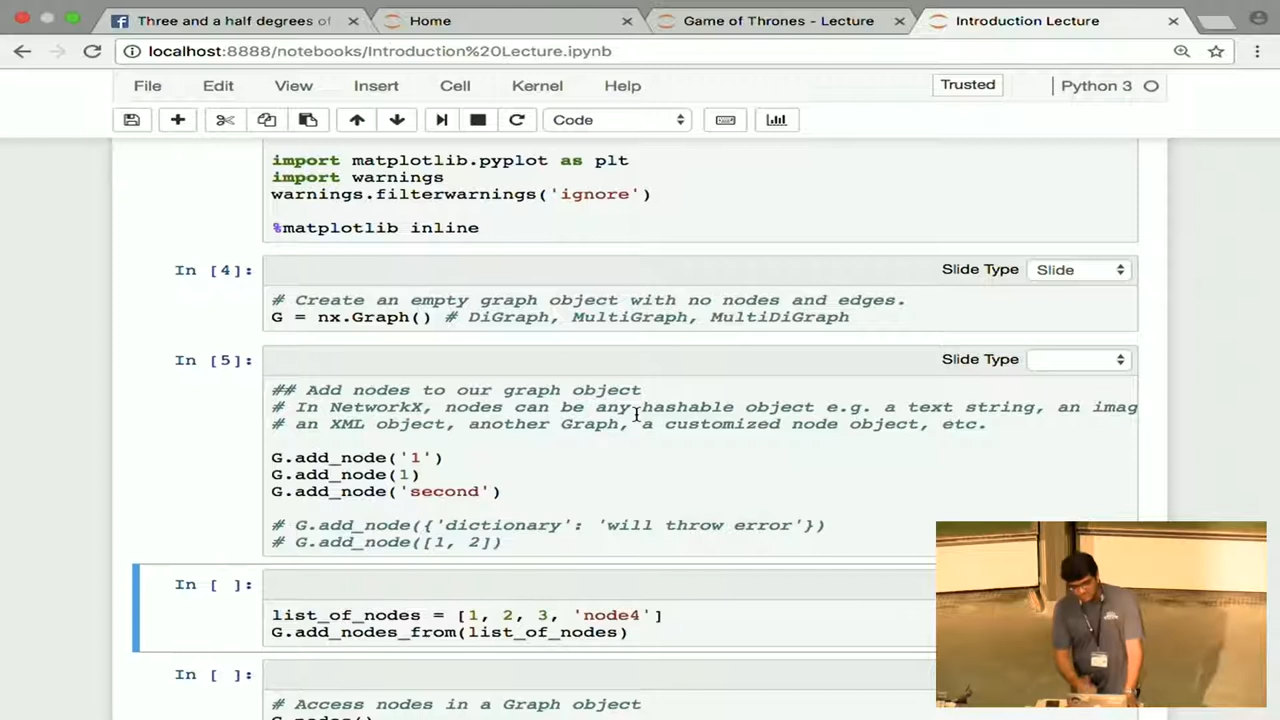 Three and a half degrees of
Home
Game of Thrones - Lecture
Introduction Lecture
localhost:8888/notebooks/Introduction%20Lecture.ipynb
File Edit View Insert Cell Kernel Help Trusted Python 3
Code
import matplotlib.pyplot as plt
import warnings
warnings.filterwarnings('ignore')
%matplotlib inline
In [4]:
Slide Type Slide
# Create an empty graph object with no nodes and edges.
G = nx.Graph() # DiGraph, MultiGraph, MultiDiGraph
In [5]:
Slide Type
## Add nodes to our graph object
# In NetworkX, nodes can be any hashable object e.g. a text string, an imag
# an XML object, another Graph, a customized node object, etc.
G.add_node('1')
G.add_node(1)
G.add_node('second')
# G.add_node({'dictionary': 'will throw error'})
# G.add_node([1, 2])
In [ ]:
list_of_nodes = [1, 2, 3, 'node4']
G.add_nodes_from(list_of_nodes)
In [ ]:
# Access nodes in a Graph object